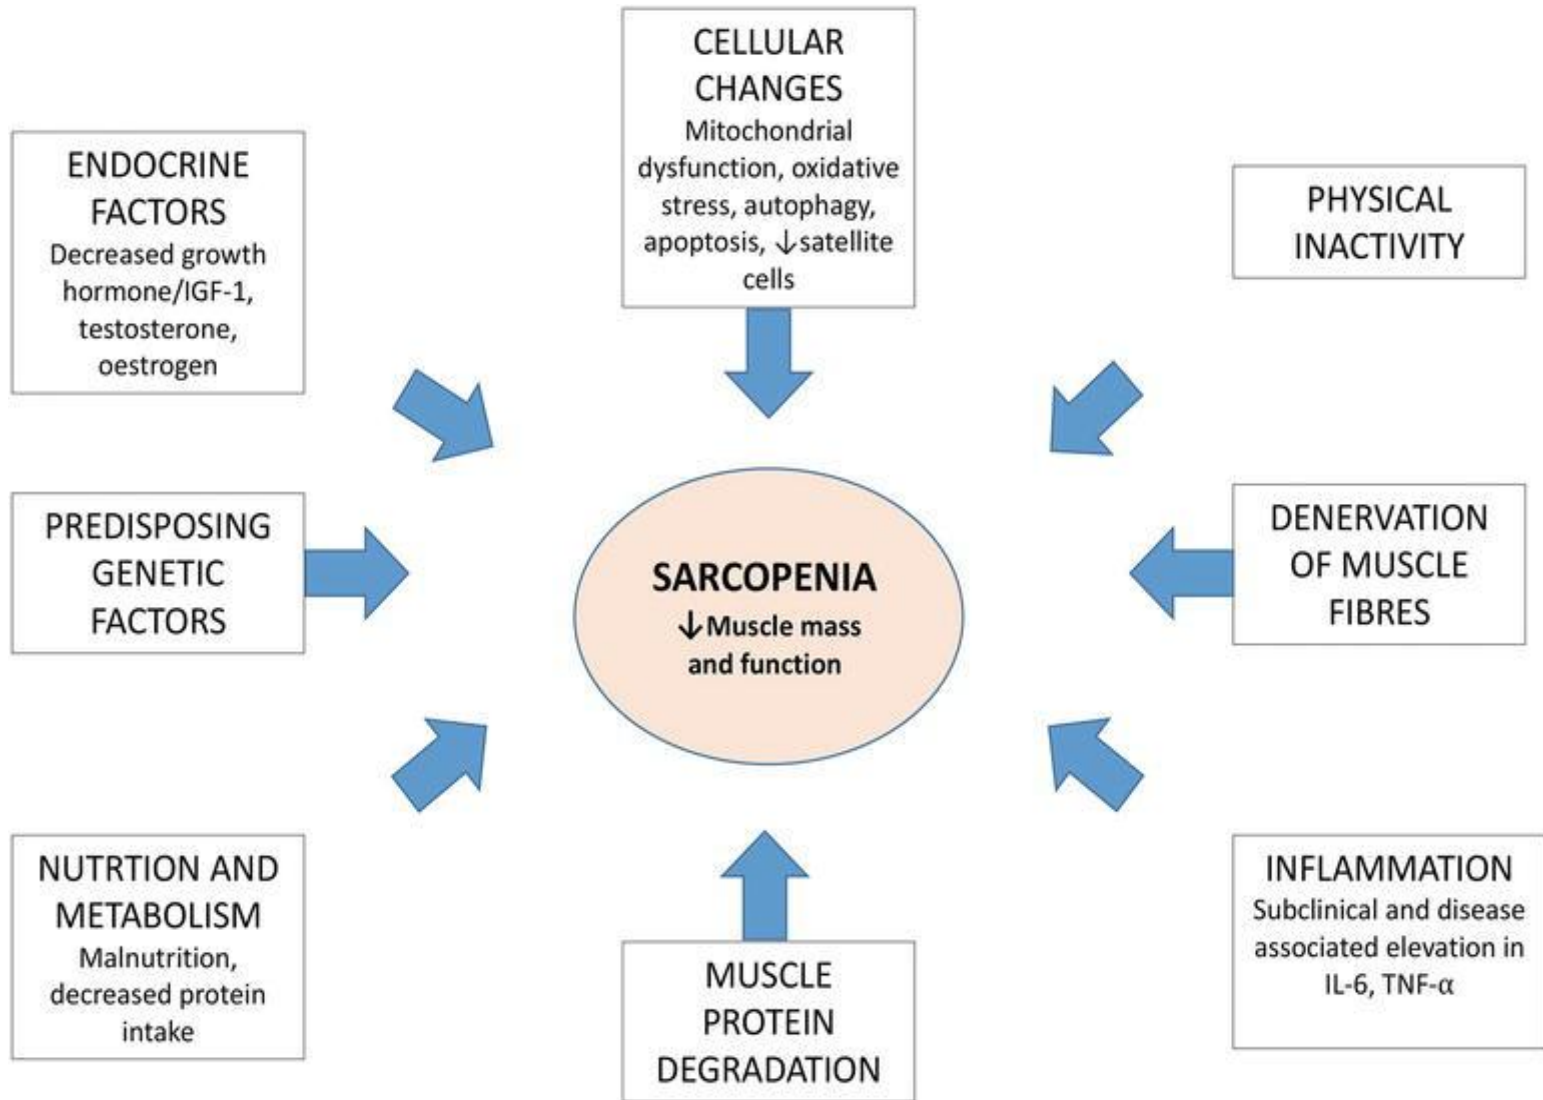 CELLULAR
CHANGES
Mitochondrial
dysfunction, oxidative
stress, autophagy,
apoptosis, ↓satellite
cells
ENDOCRINE
FACTORS
Decreased growth
hormone/IGF-1,
testosterone,
oestrogen
PHYSICAL
INACTIVITY
PREDISPOSING
GENETIC
FACTORS
SARCOPENIA
↓Muscle mass
and function
DENERVATION
OF MUSCLE
FIBRES
NUTRTION AND
METABOLISM
Malnutrition,
decreased protein
intake
MUSCLE
PROTEIN
DEGRADATION
INFLAMMATION
Subclinical and disease
associated elevation in
IL-6, TNF-α